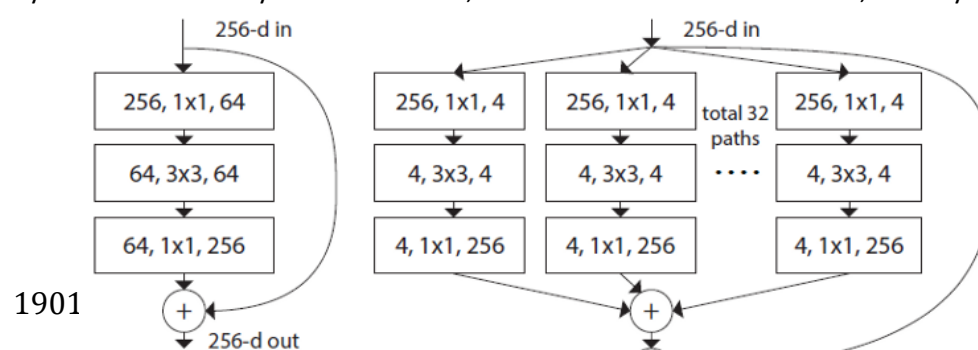 256-d in
256-d in
256, 1x1, 64
256, 1x1, 4
256, 1x1, 4
total 32
paths
256, 1x1, 4
64, 3x3, 64
4, 3x3, 4
4, 3x3, 4
....
4, 3x3, 4
64, 1x1, 256
4, 1x1, 256
4, 1x1, 256
4, 1x1, 256
1901
+
+
256-d out